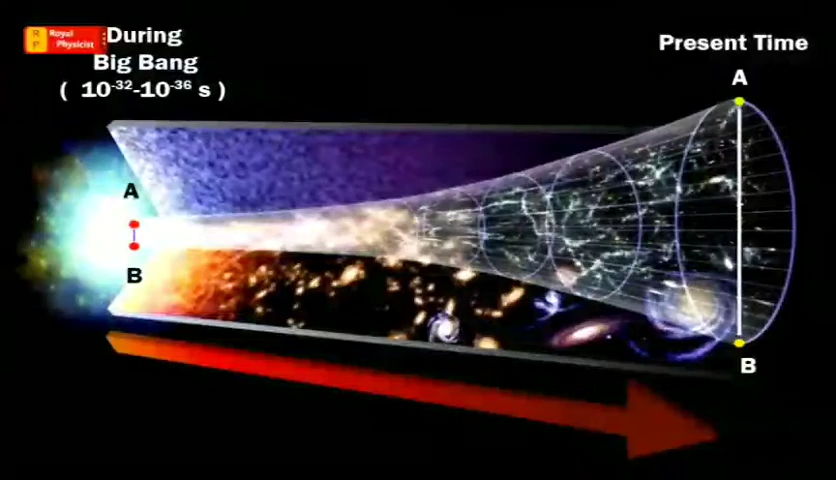 R Royal
P Physicist
During
Big Bang
( 10⁻³²-10⁻³⁶ s )
Present Time
A
A
B
B